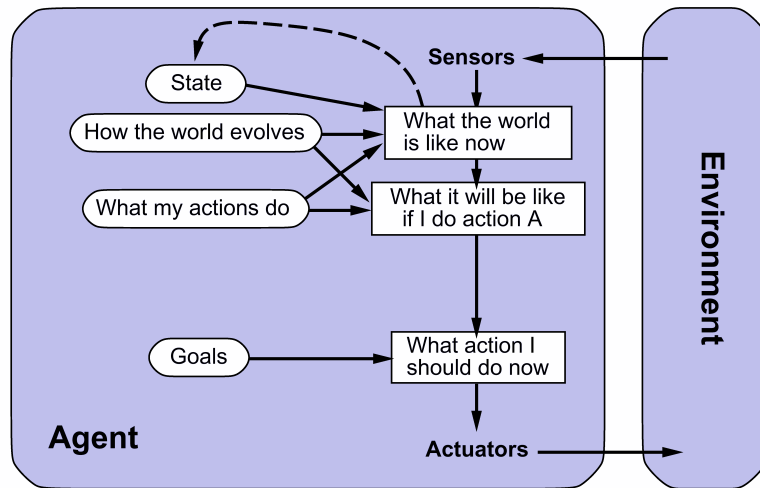 Sensors
State
How the world evolves
What the world
is like now
What my actions do
What it will be like
if I do action A
Environment
Goals
What action I
should do now
Agent
Actuators